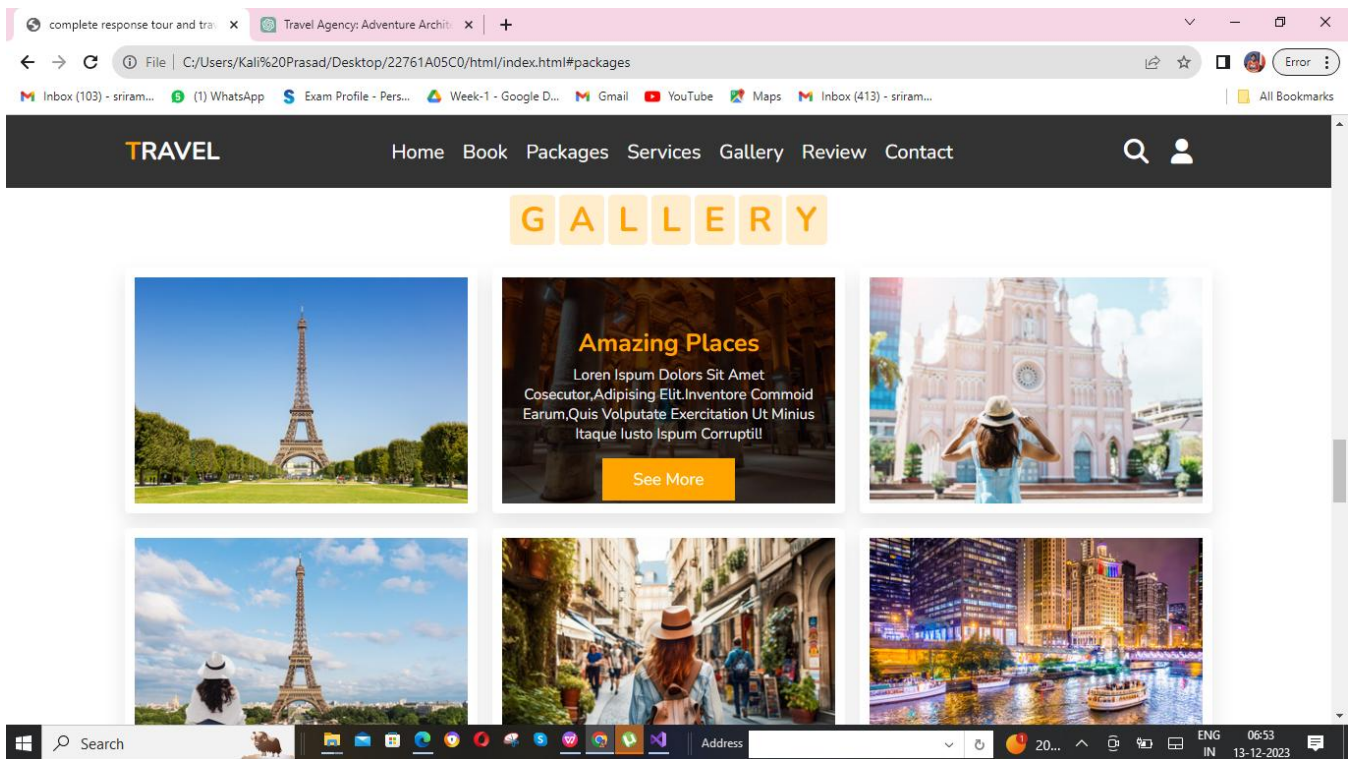 complete response tour and trav
Travel Agency: Adventure Archite
File C:/Users/Kali%20Prasad/Desktop/22761A05C0/html/index.html#packages
Error
Inbox (103) - sriram... (1) WhatsApp Exam Profile - Pers... Week-1 - Google D... Gmail YouTube Maps Inbox (413) - sriram... All Bookmarks
TRAVEL Home Book Packages Services Gallery Review Contact
GALLERY
Amazing Places
Loren Ispum Dolors Sit Amet
Cosecutor,Adipising Elit.Inventore Commoid
Earum,Quis Volputate Exercitation Ut Minius
Itaque Iusto Ispum Corruptil!
See More
Search Address 20... ENG 06:53
IN 13-12-2023